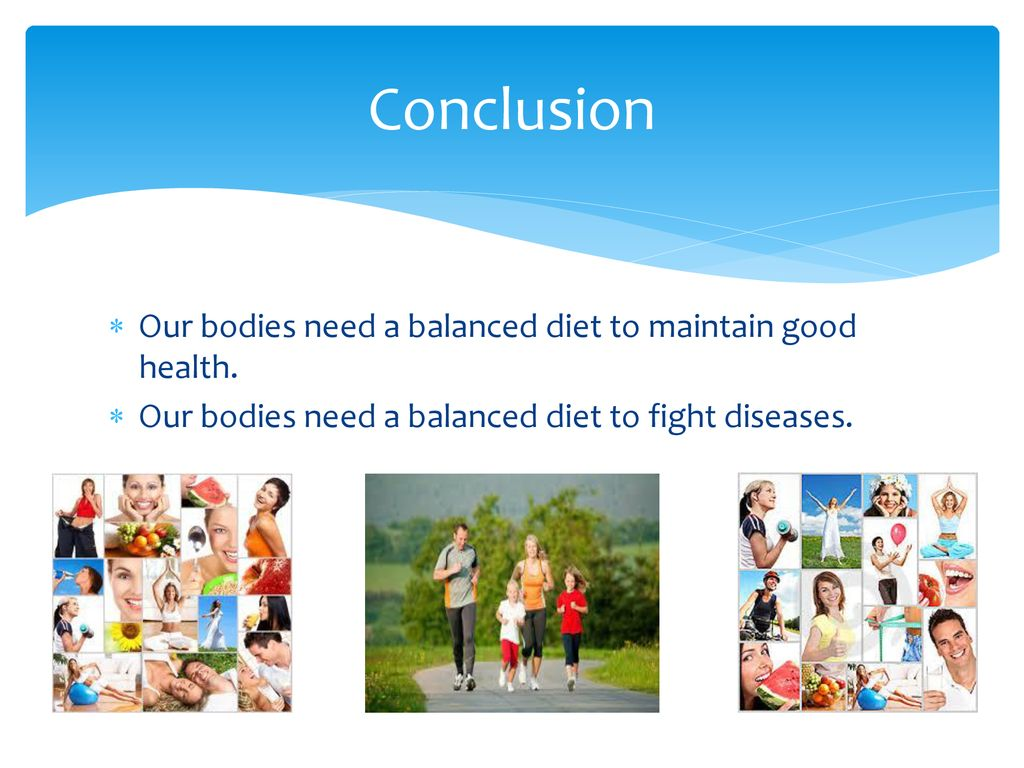 Conclusion
* Our bodies need a balanced diet to maintain good
health.
* Our bodies need a balanced diet to fight diseases.